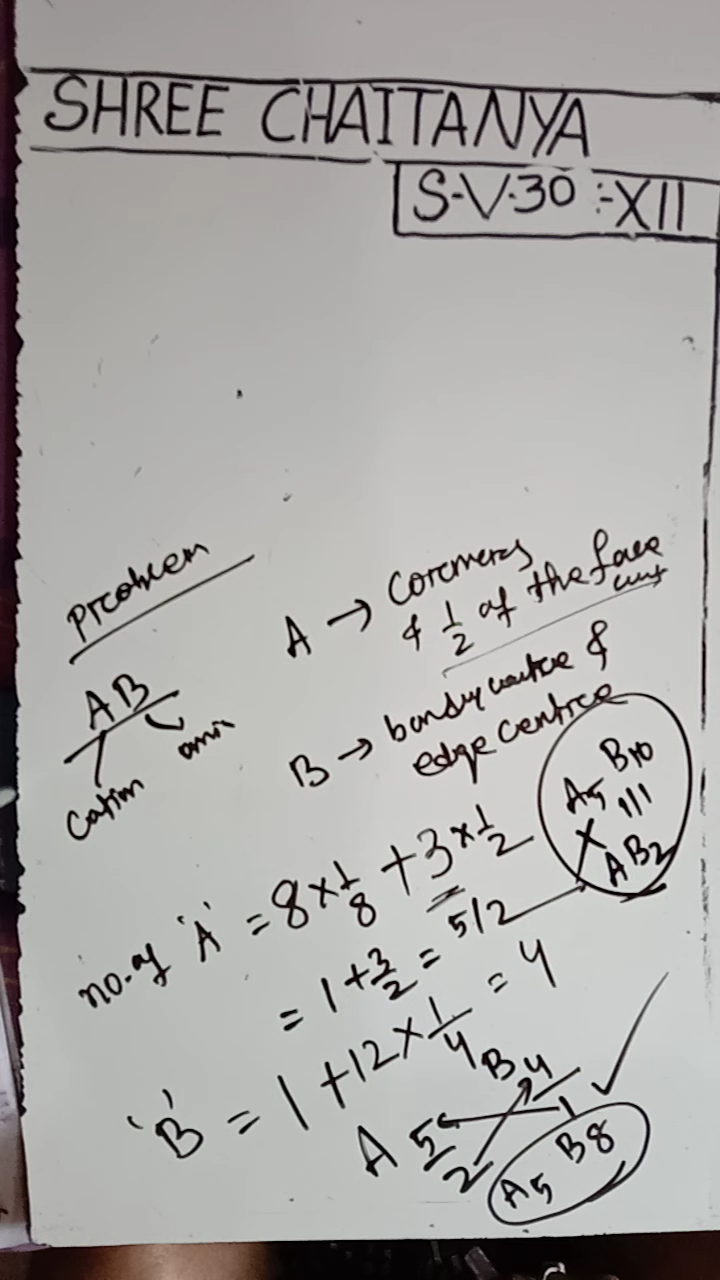 SHREE CHAITANYA
S-V-30 :-XII
Problem
A → Corners
& 1/2 of the face
AB
Cation
B → body centre &
edge centre
A5 B10
AB2
no. of 'A' = 8 × 1/8 + 3 × 1/2
= 1 + 3/2 = 5/2
'B' = 1 + 12 × 1/4 = 4
A 5/2 B 4/1
A5 B8